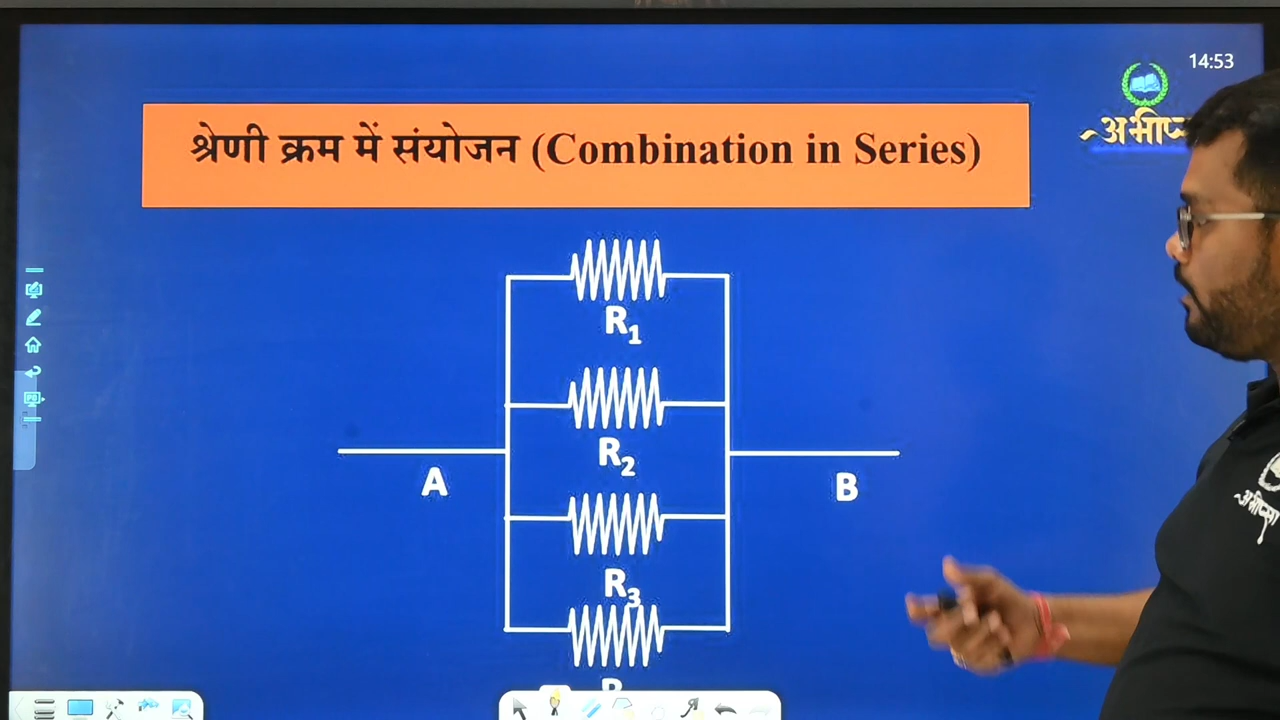 14:53
श्रेणी क्रम में संयोजन (Combination in Series)
R1
R2
A
B
R3